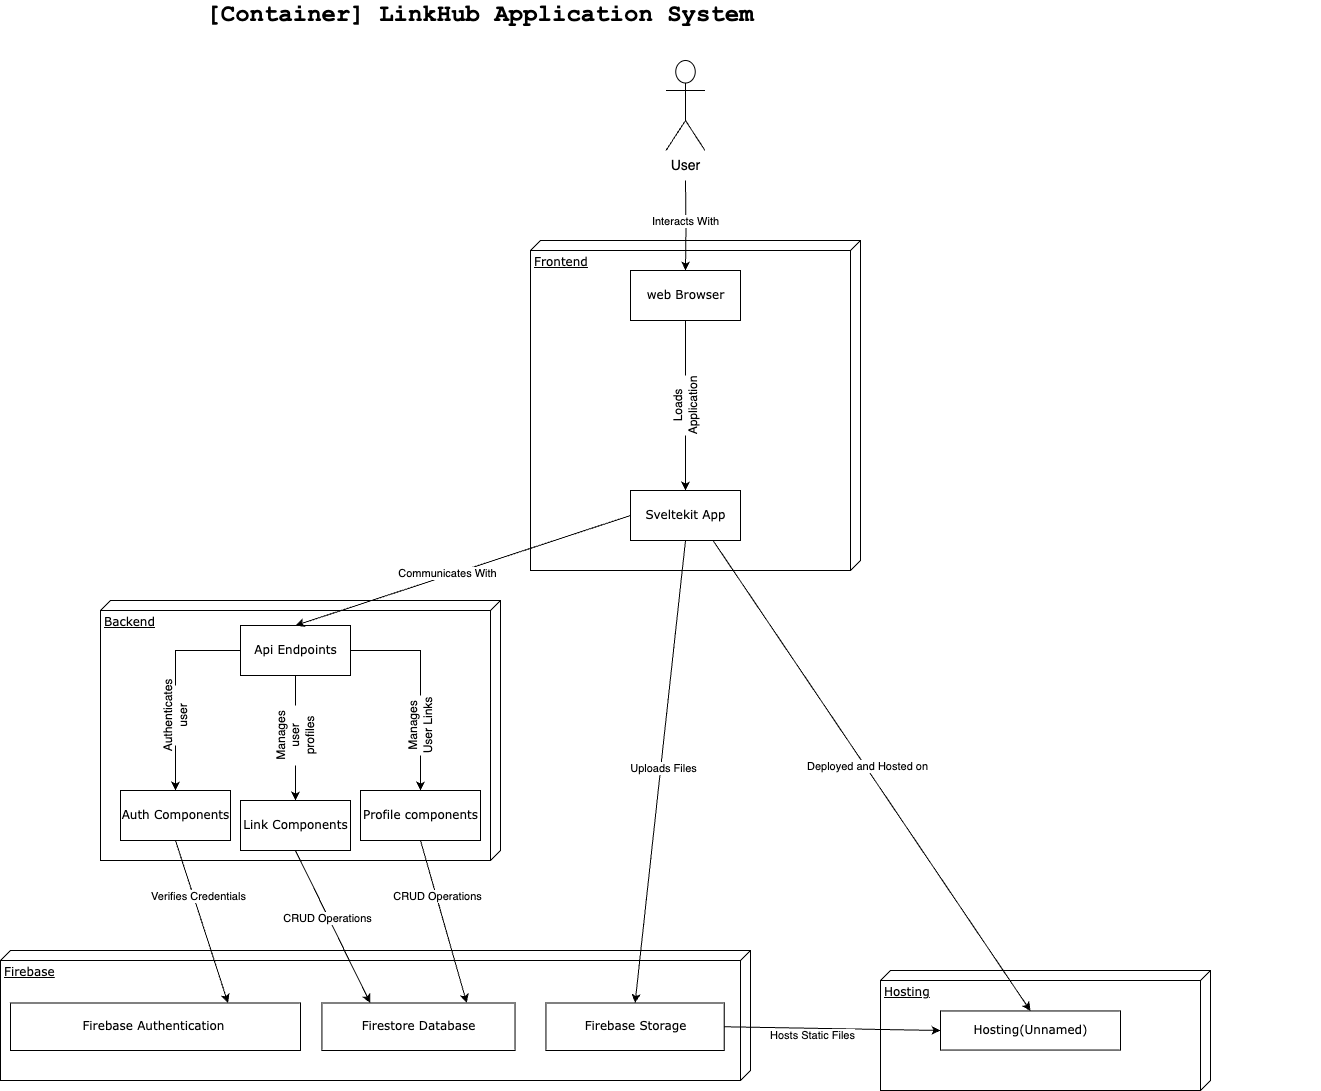 [Container] LinkHub Application System
User
Interacts With
Frontend
web Browser
Loads
Application
Sveltekit App
Communicates With
Backend
Api Endpoints
Authenticates
user
Manages
user
profiles
Manages
User Links
Uploads Files
Deployed and Hosted on
Auth Components
Link Components
Profile components
Verifies Credentials
CRUD Operations
CRUD Operations
Firebase
Firebase Authentication
Firestore Database
Firebase Storage
Hosts Static Files
Hosting
Hosting(Unnamed)